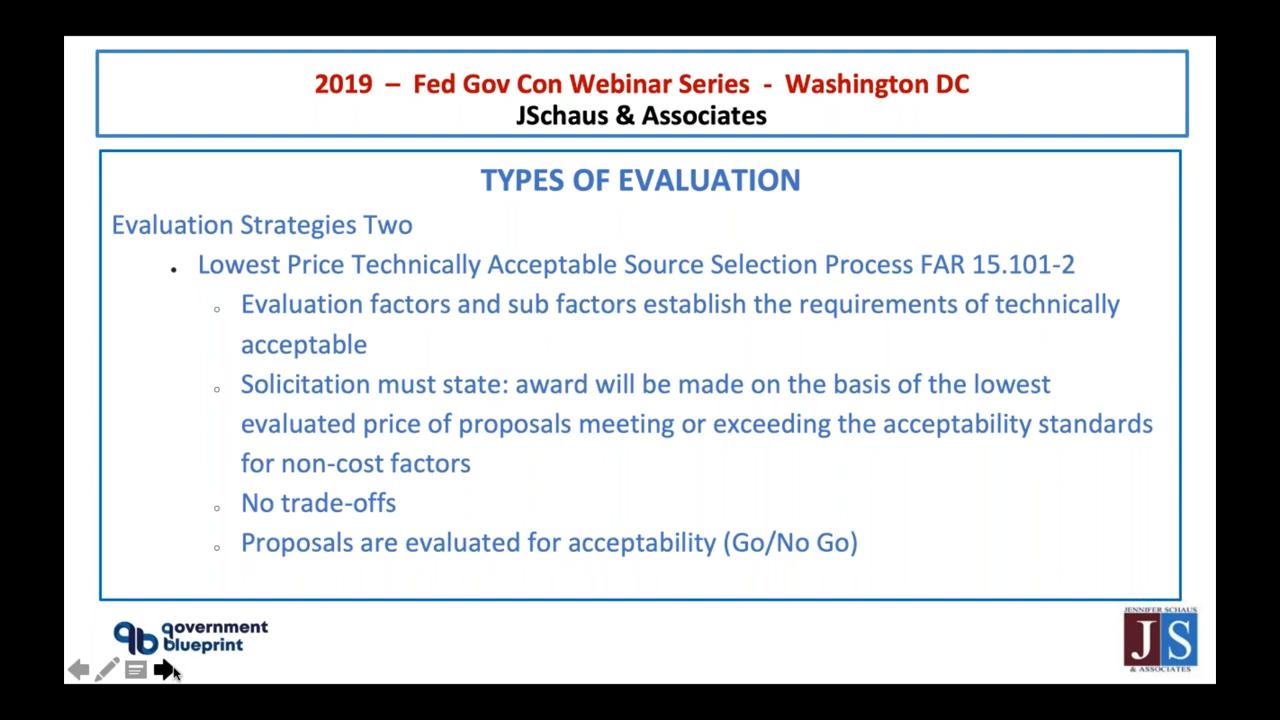 2019 – Fed Gov Con Webinar Series - Washington DC
JSchaus & Associates
TYPES OF EVALUATION
Evaluation Strategies Two
• Lowest Price Technically Acceptable Source Selection Process FAR 15.101-2
○ Evaluation factors and sub factors establish the requirements of technically
acceptable
○ Solicitation must state: award will be made on the basis of the lowest
evaluated price of proposals meeting or exceeding the acceptability standards
for non-cost factors
○ No trade-offs
○ Proposals are evaluated for acceptability (Go/No Go)
gb government
blueprint
JENNIFER SCHAUS
JS
& ASSOCIATES